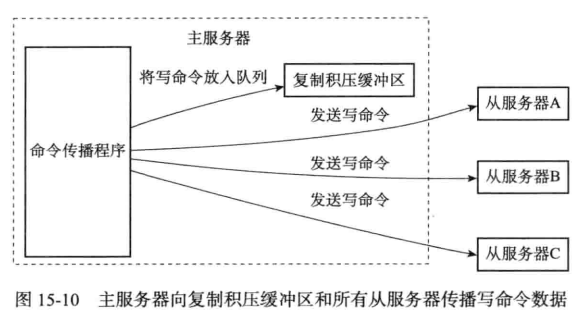 主服务器
将写命令放入队列
复制积压缓冲区
发送写命令
从服务器A
命令传播程序
发送写命令
从服务器B
发送写命令
从服务器C
图 15-10 主服务器向复制积压缓冲区和所有从服务器传播写命令数据